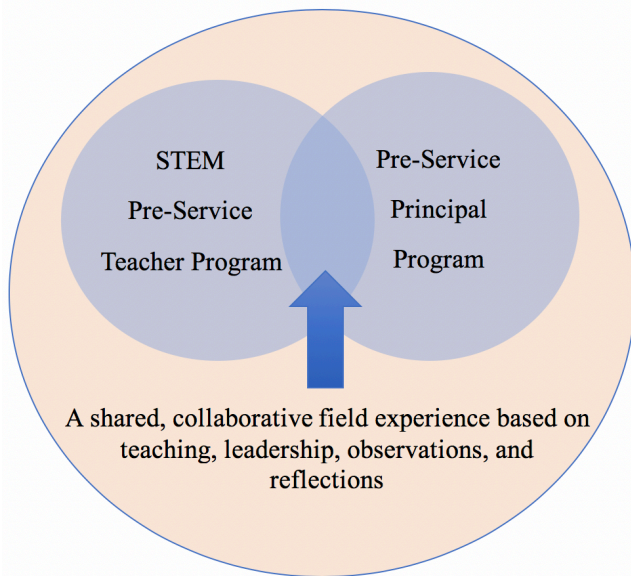 STEM
Pre-Service
Teacher Program
Pre-Service
Principal
Program
A shared, collaborative field experience based on
teaching, leadership, observations, and
reflections